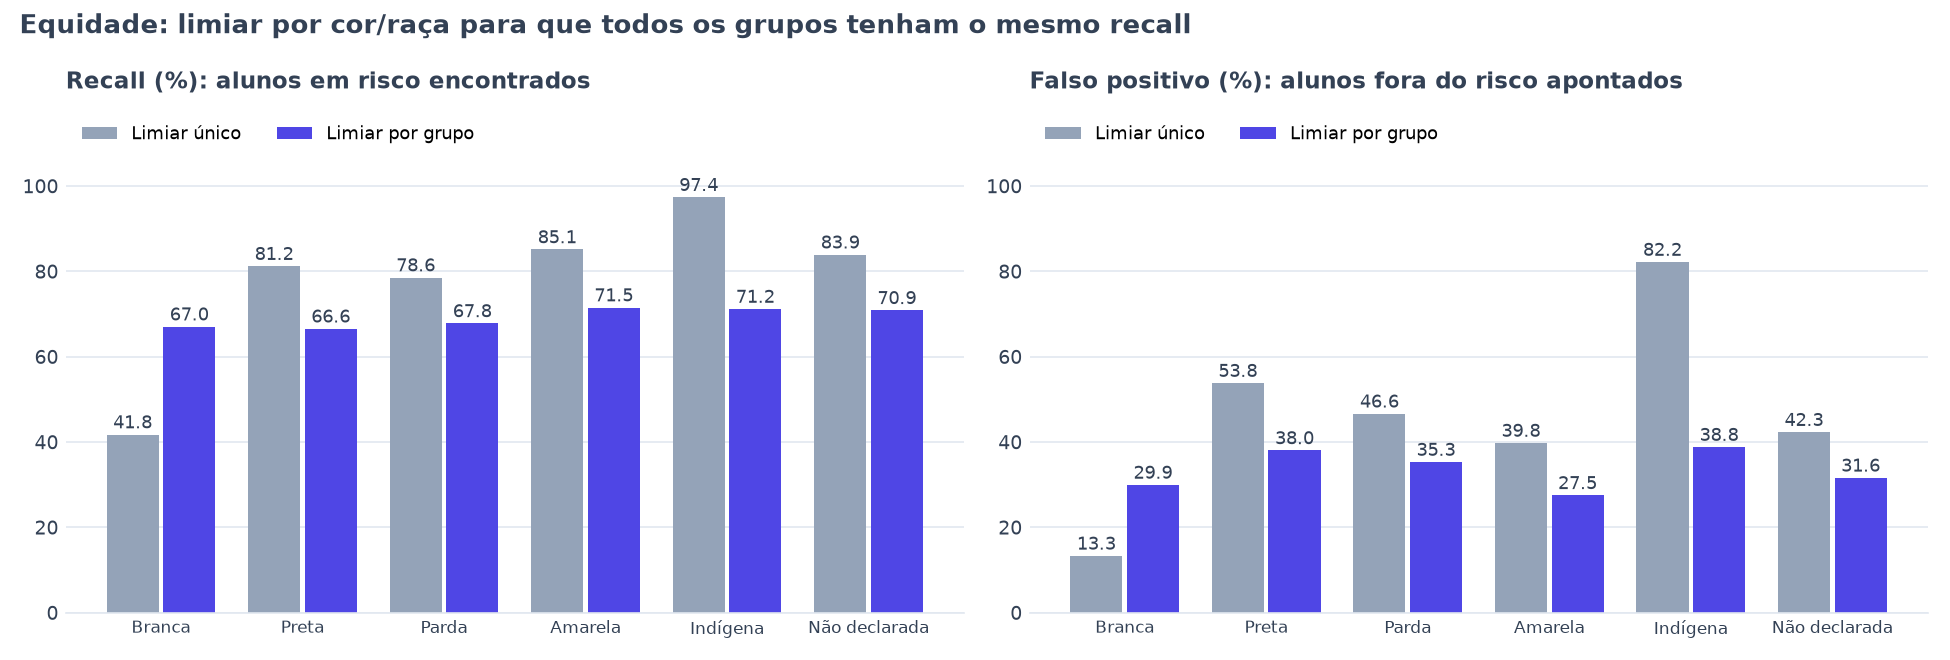 Equidade: limiar por cor/raça para que todos os grupos tenham o mesmo recall
Recall (%): alunos em risco encontrados
Limiar único
Limiar por grupo
100
80
60
40
20
0
41.8
67.0
81.2
66.6
78.6
67.8
85.1
71.5
97.4
71.2
83.9
70.9
Branca
Preta
Parda
Amarela
Indígena
Não declarada
Falso positivo (%): alunos fora do risco apontados
Limiar único
Limiar por grupo
100
80
60
40
20
0
13.3
29.9
53.8
38.0
46.6
35.3
39.8
27.5
82.2
38.8
42.3
31.6
Branca
Preta
Parda
Amarela
Indígena
Não declarada